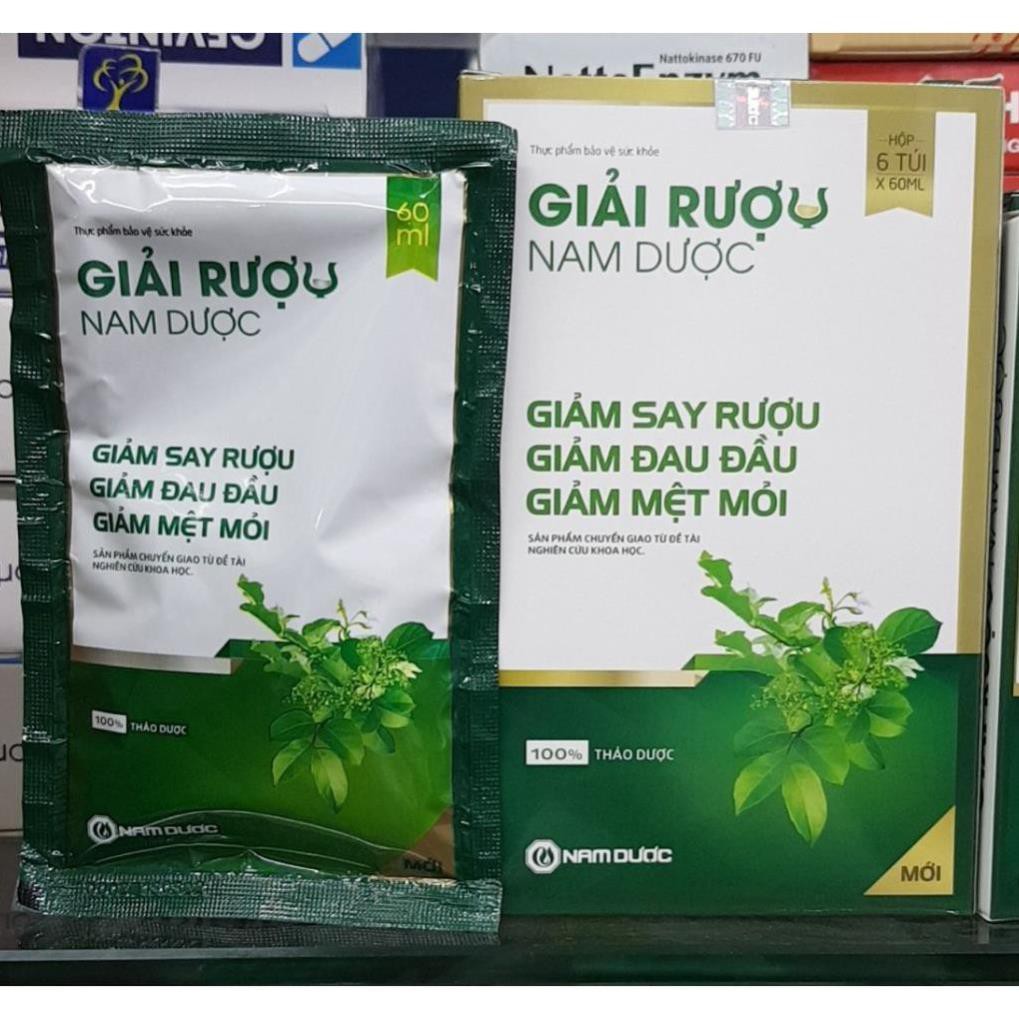 CEVINTON
Nattokinase 670 FU
NattoEnzym
Thực phẩm bảo vệ sức khỏe
60
ml
GIẢI RƯỢU
NAM DƯỢC
GIẢM SAY RƯỢU
GIẢM ĐAU ĐẦU
GIẢM MỆT MỎI
SẢN PHẨM CHUYỂN GIAO TỪ ĐỀ TÀI
NGHIÊN CỨU KHOA HỌC.
100% THẢO DƯỢC
NAM DƯỢC
MỚI
Thực phẩm bảo vệ sức khỏe
HỘP
6 TÚI
X 60ML
GIẢI RƯỢU
NAM DƯỢC
GIẢM SAY RƯỢU
GIẢM ĐAU ĐẦU
GIẢM MỆT MỎI
SẢN PHẨM CHUYỂN GIAO TỪ ĐỀ TÀI
NGHIÊN CỨU KHOA HỌC.
100% THẢO DƯỢC
NAM DƯỢC
MỚI